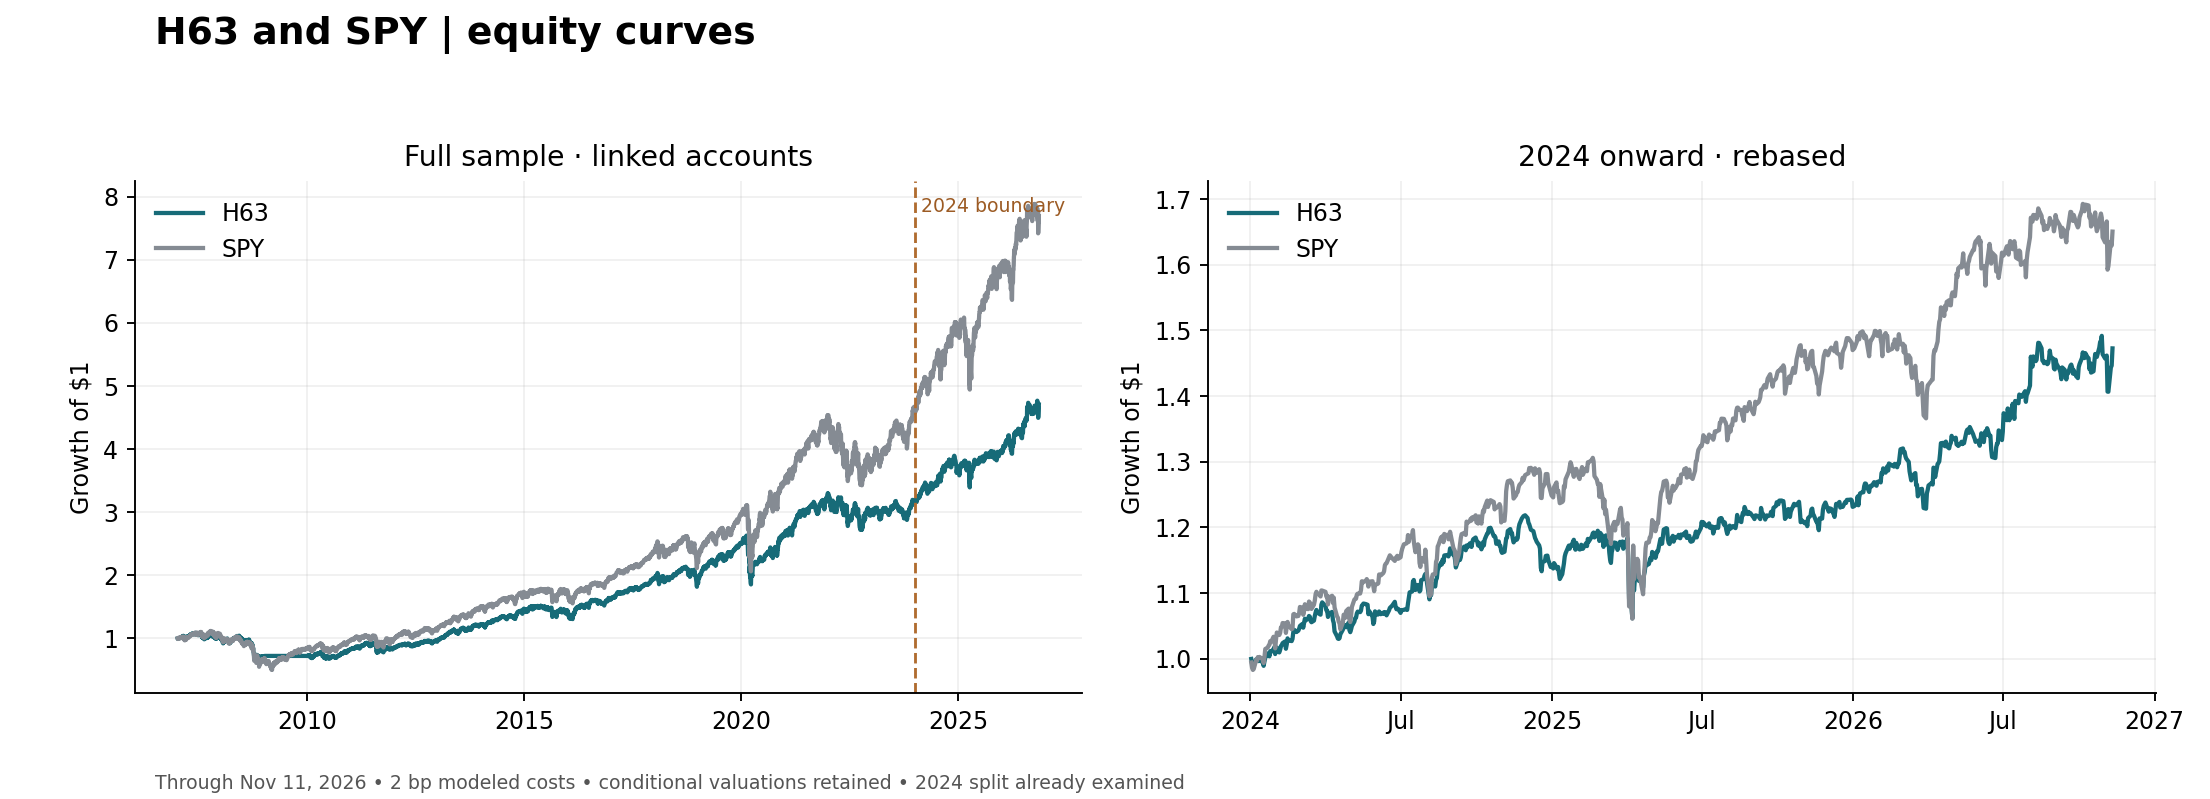 H63 and SPY | equity curves
Full sample · linked accounts
H63
SPY
2024 boundary
Growth of $1
8
7
6
5
4
3
2
1
2010 2015 2020 2025
2024 onward · rebased
H63
SPY
Growth of $1
1.7
1.6
1.5
1.4
1.3
1.2
1.1
1.0
2024 Jul 2025 Jul 2026 Jul 2027
Through Nov 11, 2026 • 2 bp modeled costs • conditional valuations retained • 2024 split already examined